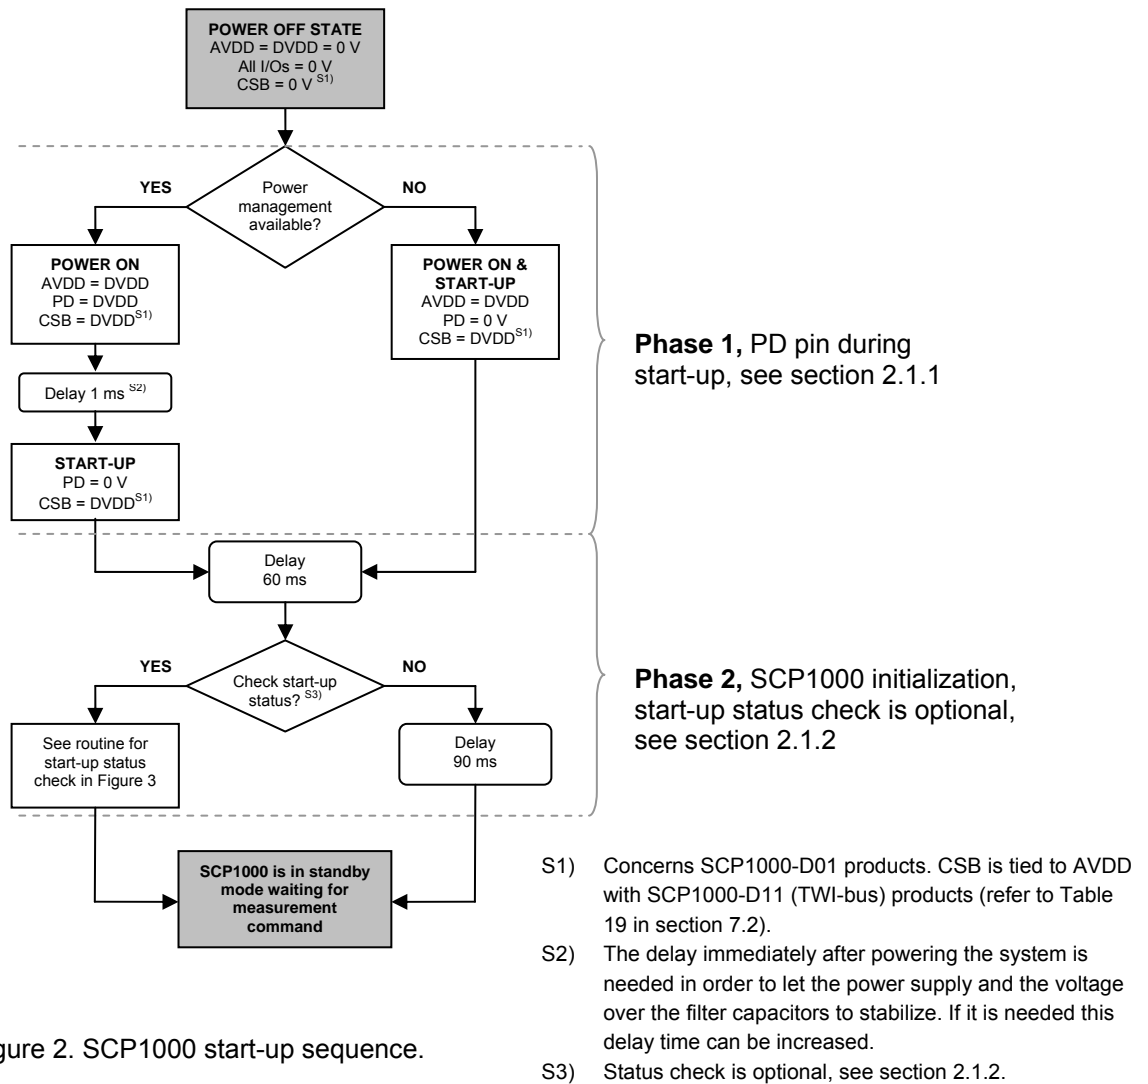 POWER OFF STATE
AVDD = DVDD = 0 V
All I/Os = 0 V
CSB = 0 V S1)
YES
Power
management
available?
NO
POWER ON
AVDD = DVDD
PD = DVDD
CSB = DVDD S1)
POWER ON &
START-UP
AVDD = DVDD
PD = 0 V
CSB = DVDD S1)
Delay 1 ms S2)
START-UP
PD = 0 V
CSB = DVDD S1)
Phase 1, PD pin during
start-up, see section 2.1.1
Delay
60 ms
YES
Check start-up
status? S3)
NO
See routine for
start-up status
check in Figure 3
Delay
90 ms
Phase 2, SCP1000 initialization,
start-up status check is optional,
see section 2.1.2
SCP1000 is in standby
mode waiting for
measurement
command
S1) Concerns SCP1000-D01 products. CSB is tied to AVDD
with SCP1000-D11 (TWI-bus) products (refer to Table
19 in section 7.2).
S2) The delay immediately after powering the system is
needed in order to let the power supply and the voltage
over the filter capacitors to stabilize. If it is needed this
delay time can be increased.
S3) Status check is optional, see section 2.1.2.
gure 2. SCP1000 start-up sequence.